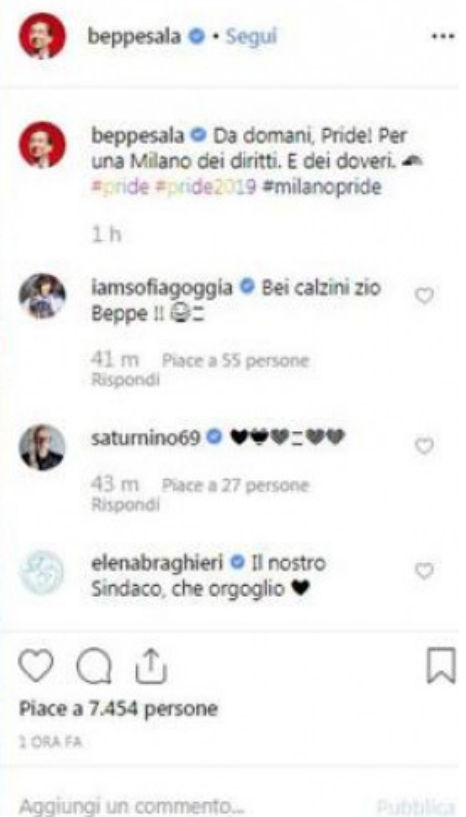 beppesala • Segui
beppesala Da domani, Pride! Per
una Milano dei diritti. E dei doveri.
#pride #pride2019 #milanopride
1 h
iamsofiagoggia Bei calzini zio
Beppe !!
41 m Piace a 55 persone
Rispondi
saturnino69 🖤🖤🖤🖤🖤
43 m Piace a 27 persone
Rispondi
elenabraghieri Il nostro
Sindaco, che orgoglio 🖤
Piace a 7.454 persone
1 ORA FA
Aggiungi un commento... Pubblica